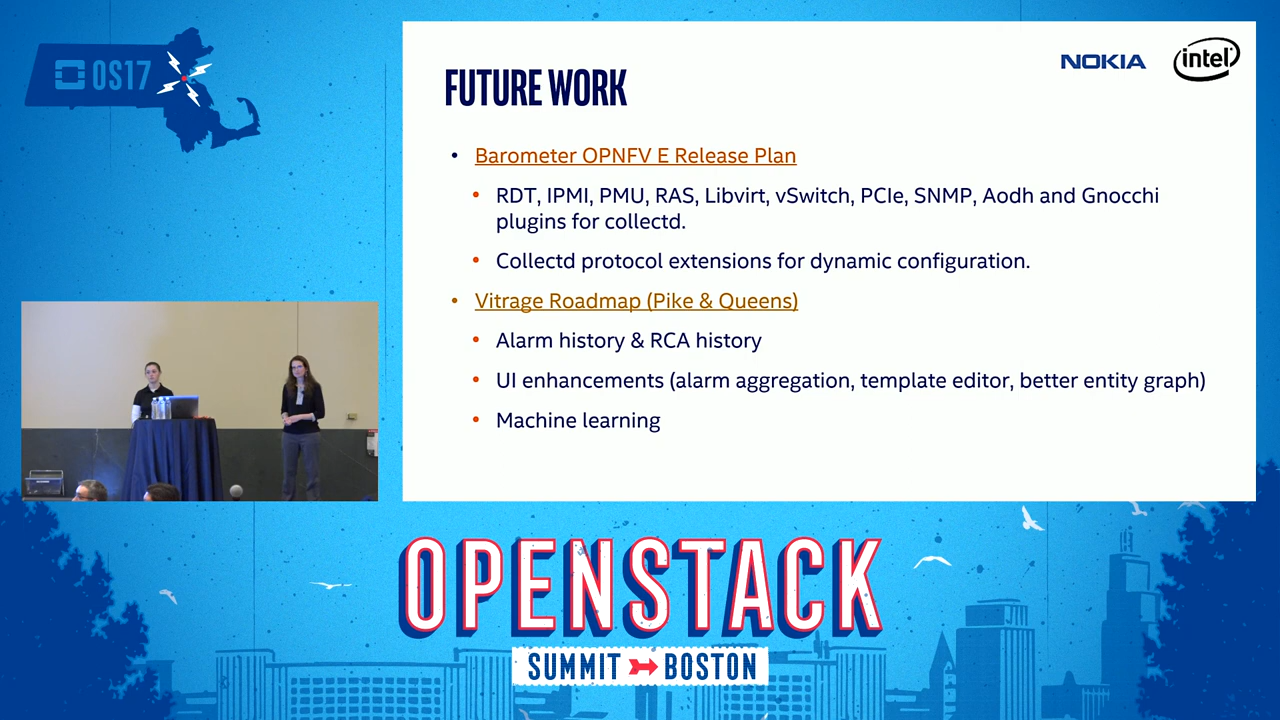 OS17
NOKIA
intel
FUTURE WORK
• Barometer OPNFV E Release Plan
• RDT, IPMI, PMU, RAS, Libvirt, vSwitch, PCIe, SNMP, Aodh and Gnocchi
plugins for collectd.
• Collectd protocol extensions for dynamic configuration.
• Vitrage Roadmap (Pike & Queens)
• Alarm history & RCA history
• UI enhancements (alarm aggregation, template editor, better entity graph)
• Machine learning
OPENSTACK
SUMMIT BOSTON